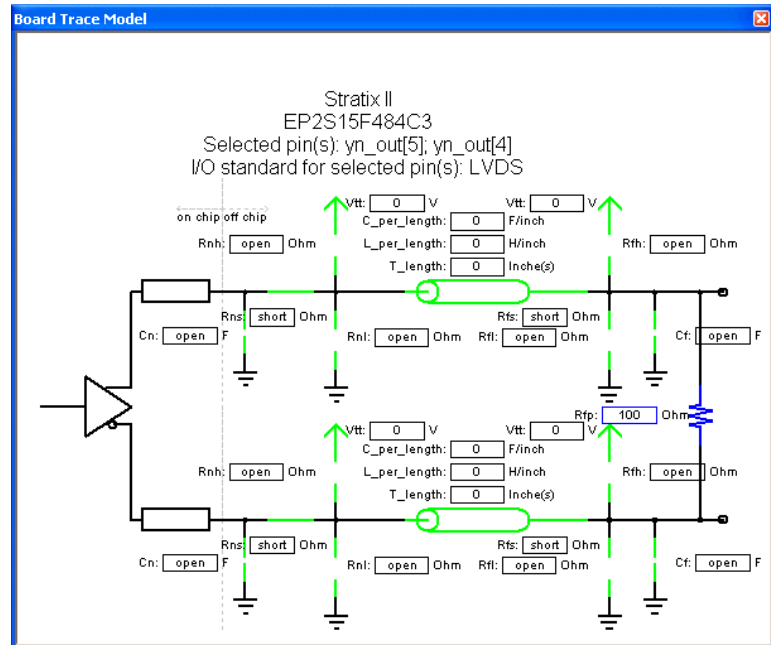 Board Trace Model
Stratix II
EP2S15F484C3
Selected pin(s): yn_out[5]; yn_out[4]
I/O standard for selected pin(s): LVDS
on chip off chip
Vtt: 0 V Vtt: 0 V
C_per_length: 0 F/inch
Rnh: open Ohm L_per_length: 0 H/inch Rfh: open Ohm
T_length: 0 Inche(s)
Rns: short Ohm Rfs: short Ohm
Cn: open F Rnl: open Ohm Rfl: open Ohm Cf: open F
Rfp: 100 Ohm
Vtt: 0 V Vtt: 0 V
C_per_length: 0 F/inch
Rnh: open Ohm L_per_length: 0 H/inch Rfh: open Ohm
T_length: 0 Inche(s)
Rns: short Ohm Rfs: short Ohm
Cn: open F Rnl: open Ohm Rfl: open Ohm Cf: open F